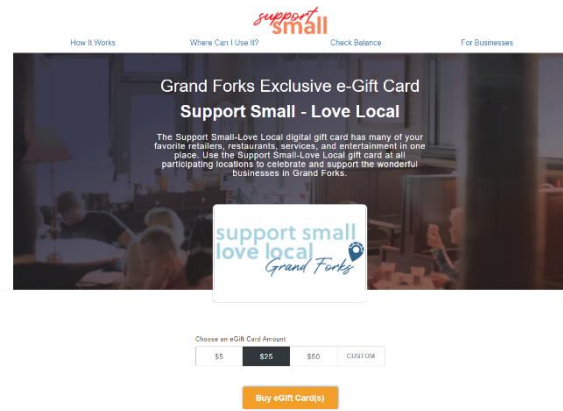 support
small
How It Works Where Can I Use It? Check Balance For Businesses
Grand Forks Exclusive e-Gift Card
Support Small - Love Local
The Support Small-Love Local digital gift card has many of your
favorite retailers, restaurants, services, and entertainment in one
place. Use the Support Small-Love Local gift card at all
participating locations to celebrate and support the wonderful
businesses in Grand Forks.
support small
love local
Grand Forks
Choose an eGift Card Amount
$5 $25 $50 CUSTOM
Buy eGift Card(s)